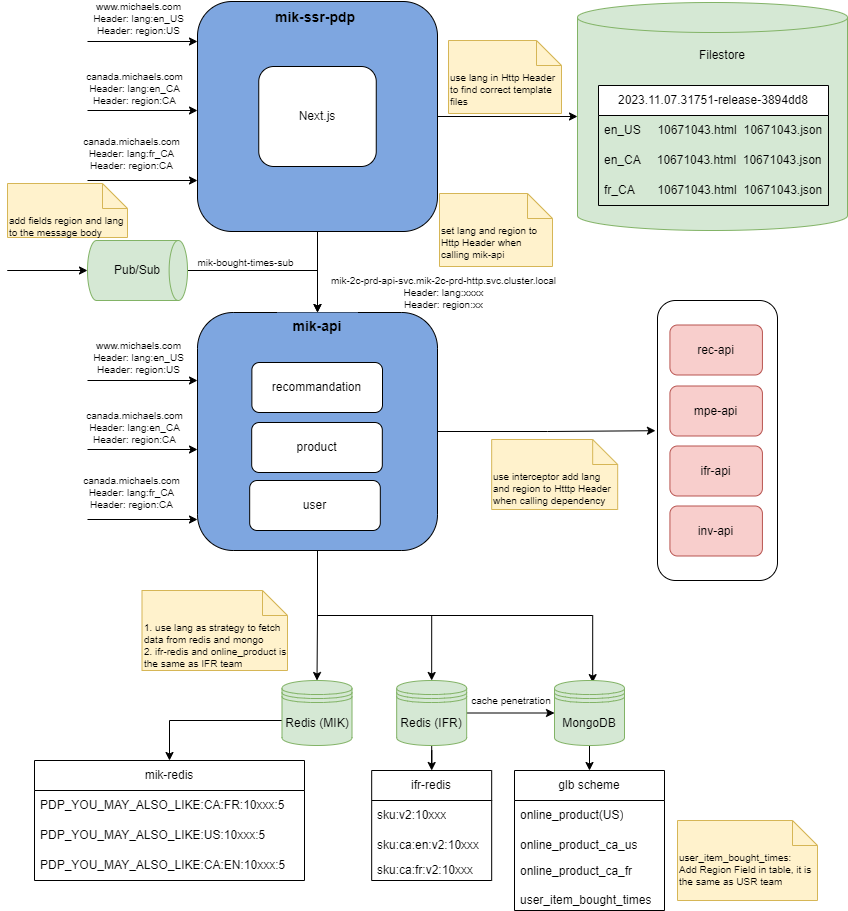 www.michaels.com
Header: lang:en_US
Header: region:US
canada.michaels.com
Header: lang:en_CA
Header: region:CA
canada.michaels.com
Header: lang:fr_CA
Header: region:CA
mik-ssr-pdp
Next.js
use lang in Http Header
to find correct template
files
Filestore
2023.11.07.31751-release-3894dd8
en_US 10671043.html 10671043.json
en_CA 10671043.html 10671043.json
fr_CA 10671043.html 10671043.json
add fields region and lang
to the message body
Pub/Sub
mik-bought-times-sub
set lang and region to
Http Header when
calling mik-api
mik-2c-prd-api-svc.mik-2c-prd-http.svc.cluster.local
Header: lang:xxxx
Header: region:xx
www.michaels.com
Header: lang:en_US
Header: region:US
canada.michaels.com
Header: lang:en_CA
Header: region:CA
canada.michaels.com
Header: lang:fr_CA
Header: region:CA
mik-api
recommandation
product
user
use interceptor add lang
and region to Htttp Header
when calling dependency
rec-api
mpe-api
ifr-api
inv-api
1. use lang as strategy to fetch
data from redis and mongo
2. ifr-redis and online_product is
the same as IFR team
Redis (MIK)
Redis (IFR)
cache penetration
MongoDB
mik-redis
PDP_YOU_MAY_ALSO_LIKE:CA:FR:10xxx:5
PDP_YOU_MAY_ALSO_LIKE:US:10xxx:5
PDP_YOU_MAY_ALSO_LIKE:CA:EN:10xxx:5
ifr-redis
sku:v2:10xxx
sku:ca:en:v2:10xxx
sku:ca:fr:v2:10xxx
glb scheme
online_product(US)
online_product_ca_us
online_product_ca_fr
user_item_bought_times
user_item_bought_times:
Add Region Field in table, it is
the same as USR team